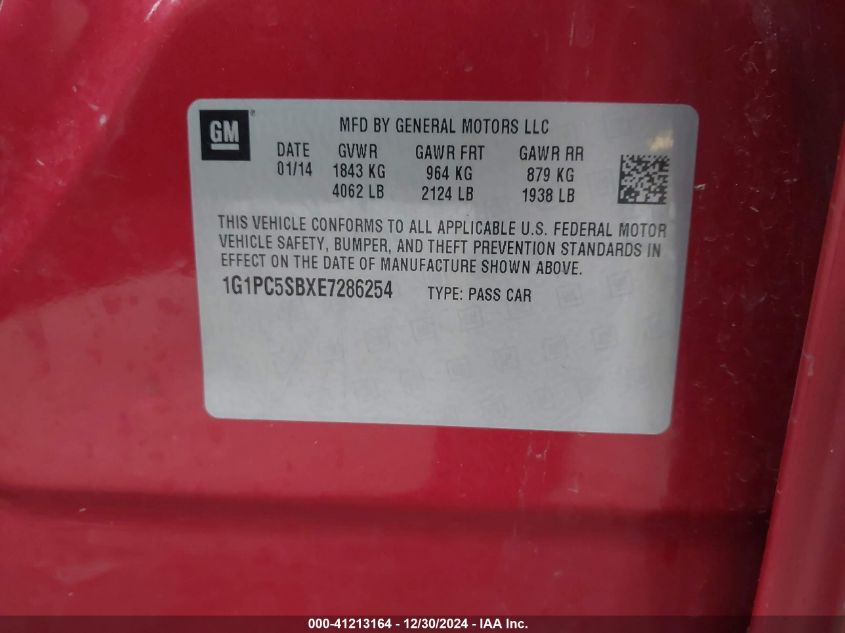 GM ® MFD BY GENERAL MOTORS LLC
DATE GVWR GAWR FRT GAWR RR
01/14 1843 KG 964 KG 879 KG
4062 LB 2124 LB 1938 LB
THIS VEHICLE CONFORMS TO ALL APPLICABLE U.S. FEDERAL MOTOR
VEHICLE SAFETY, BUMPER, AND THEFT PREVENTION STANDARDS IN
EFFECT ON THE DATE OF MANUFACTURE SHOWN ABOVE.
1G1PC5SBXE7286254 TYPE: PASS CAR
000-41213164 - 12/30/2024 - IAA Inc.